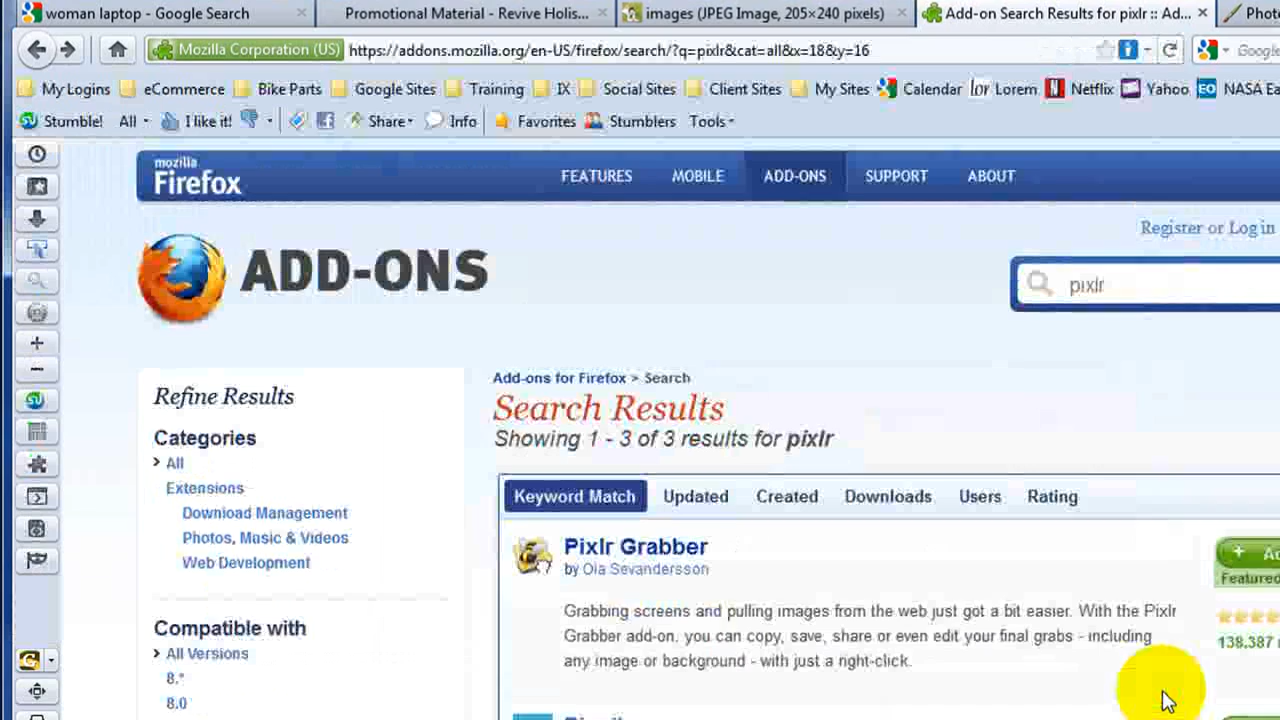 woman laptop - Google Search
Promotional Material - Revive Holis...
images (JPEG Image, 205×240 pixels)
Add-on Search Results for pixlr :: Ad...
Phot
Mozilla Corporation (US)
https://addons.mozilla.org/en-US/firefox/search/?q=pixlr&cat=all&x=18&y=16
Google
My Logins eCommerce Bike Parts Google Sites Training IX Social Sites Client Sites My Sites Calendar lor Lorem N Netflix Yahoo EO NASA Ea
Stumble! All I like it! Share Info Favorites Stumblers Tools
mozilla
Firefox
FEATURES MOBILE ADD-ONS SUPPORT ABOUT
Register or Log in
ADD-ONS
pixlr
Refine Results
Categories
All
Extensions
Download Management
Photos, Music & Videos
Web Development
Compatible with
All Versions
8.*
8.0
Add-ons for Firefox > Search
Search Results
Showing 1 - 3 of 3 results for pixlr
Keyword Match Updated Created Downloads Users Rating
Pixlr Grabber
by Ola Sevandersson
Grabbing screens and pulling images from the web just got a bit easier. With the Pixlr
Grabber add-on, you can copy, save, share or even edit your final grabs - including
any image or background - with just a right-click.
+ Ad
Featured
138,387